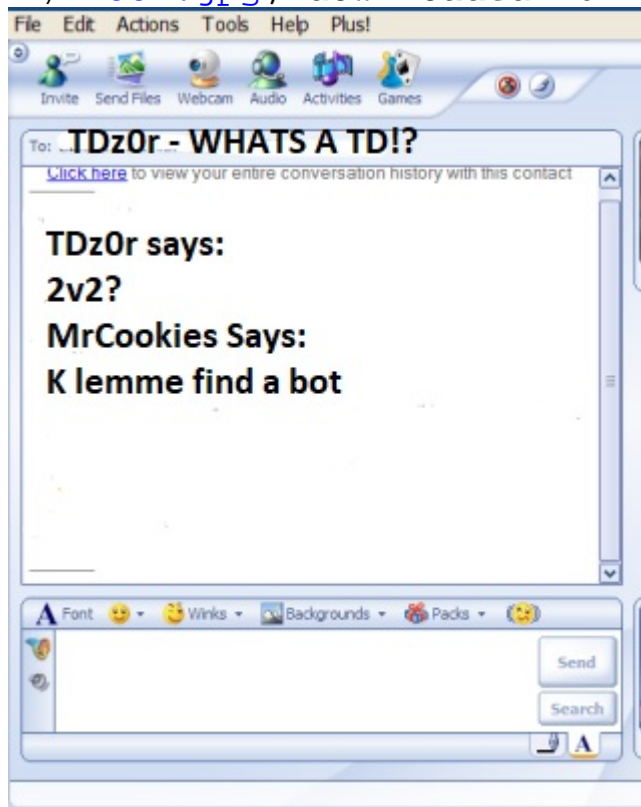 File Edit Actions Tools Help Plus!
Invite Send Files Webcam Audio Activities Games
To: TDz0r - WHATS A TD!?
Click here to view your entire conversation history with this contact
TDz0r says:
2v2?
MrCookies Says:
K lemme find a bot
A Font Winks Backgrounds Packs
Send
Search
A